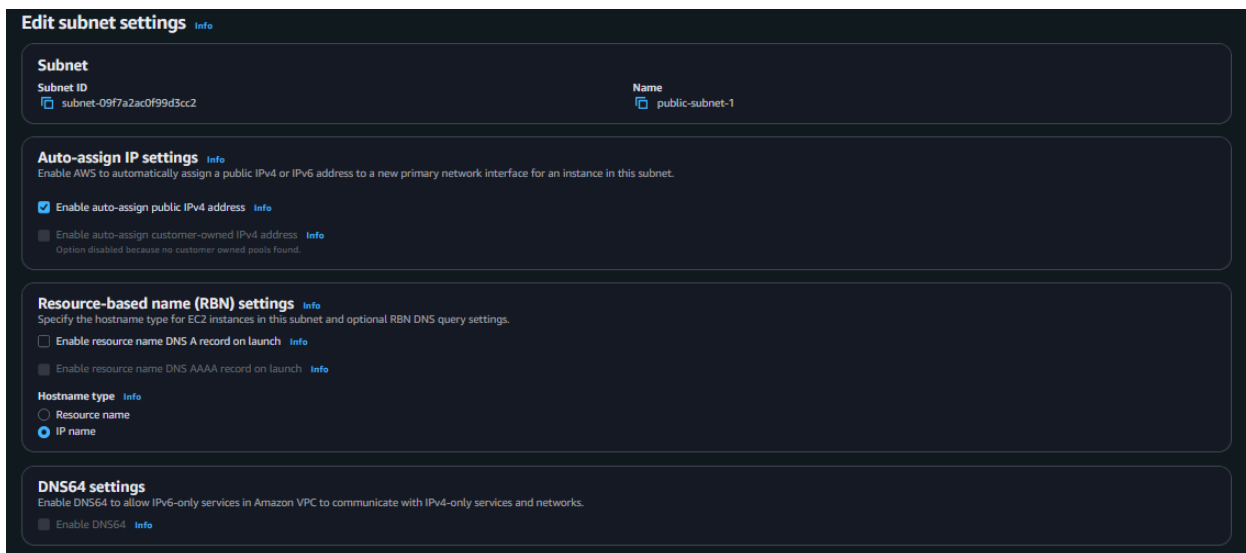 Edit subnet settings Info
Subnet
Subnet ID
subnet-09f7a2ac0f99d3cc2
Name
public-subnet-1
Auto-assign IP settings Info
Enable AWS to automatically assign a public IPv4 or IPv6 address to a new primary network interface for an instance in this subnet.
Enable auto-assign public IPv4 address Info
Enable auto-assign customer-owned IPv4 address Info
Option disabled because no customer owned pools found.
Resource-based name (RBN) settings Info
Specify the hostname type for EC2 instances in this subnet and optional RBN DNS query settings.
Enable resource name DNS A record on launch Info
Enable resource name DNS AAAA record on launch Info
Hostname type Info
Resource name
IP name
DNS64 settings
Enable DNS64 to allow IPv6-only services in Amazon VPC to communicate with IPv4-only services and networks.
Enable DNS64 Info